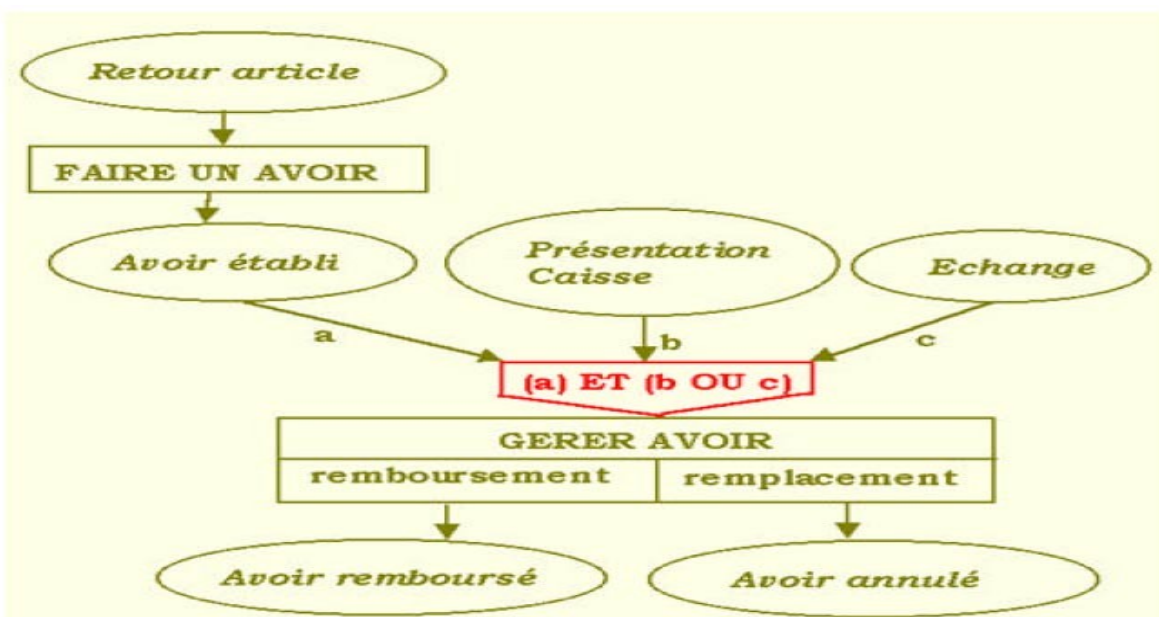 Retour article
FAIRE UN AVOIR
Avoir établi
Présentation
Caisse
Echange
a
b
c
(a) ET (b OU c)
GERER AVOIR
remboursement
remplacement
Avoir remboursé
Avoir annulé